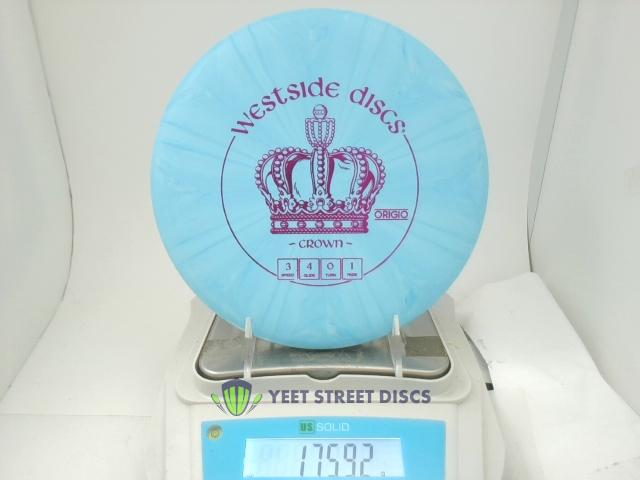 WESTSIDE DISCS
ORIGIO
- CROWN -
3 4 0 1
SPEED GLIDE TURN FADE
YEET STREET DISCS
US SOLID
175.92 g